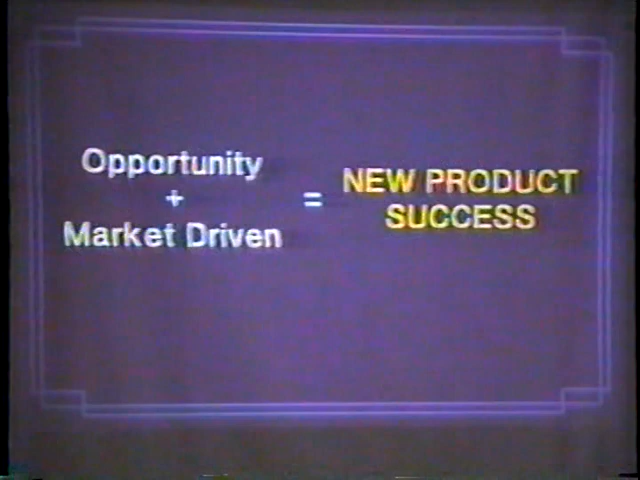 Opportunity
+
Market Driven
=
NEW PRODUCT
SUCCESS